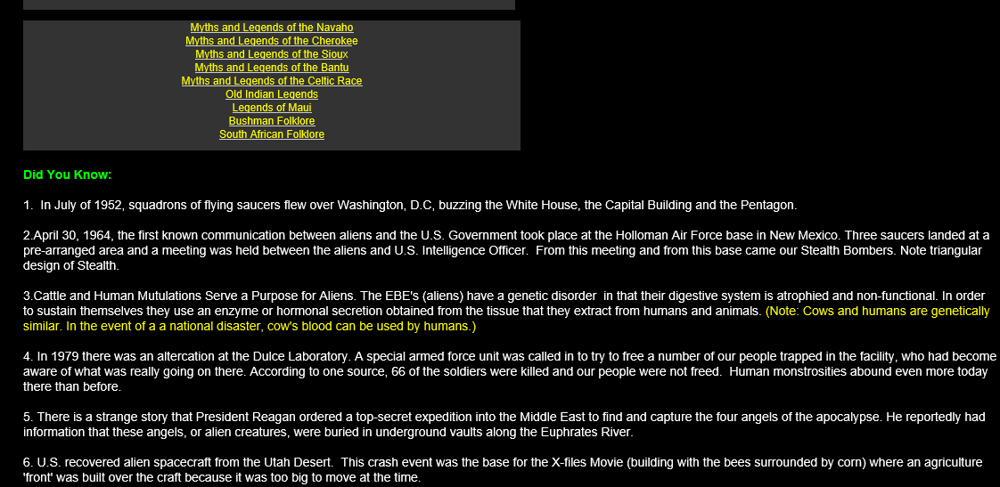 Myths and Legends of the Navaho
Myths and Legends of the Cherokee
Myths and Legends of the Sioux
Myths and Legends of the Bantu
Myths and Legends of the Celtic Race
Old Indian Legends
Legends of Maui
Bushman Folklore
South African Folklore
Did You Know:
1.  In July of 1952, squadrons of flying saucers flew over Washington, D.C, buzzing the White House, the Capital Building and the Pentagon.
2.April 30, 1964, the first known communication between aliens and the U.S. Government took place at the Holloman Air Force base in New Mexico. Three saucers landed at a
pre-arranged area and a meeting was held between the aliens and U.S. Intelligence Officer.  From this meeting and from this base came our Stealth Bombers. Note triangular
design of Stealth.
3.Cattle and Human Mutulations Serve a Purpose for Aliens. The EBE's (aliens) have a genetic disorder  in that their digestive system is atrophied and non-functional. In order
to sustain themselves they use an enzyme or hormonal secretion obtained from the tissue that they extract from humans and animals. (Note: Cows and humans are genetically
similar. In the event of a a national disaster, cow's blood can be used by humans.)
4. In 1979 there was an altercation at the Dulce Laboratory. A special armed force unit was called in to try to free a number of our people trapped in the facility, who had become
aware of what was really going on there. According to one source, 66 of the soldiers were killed and our people were not freed.  Human monstrosities abound even more today
there than before.
5. There is a strange story that President Reagan ordered a top-secret expedition into the Middle East to find and capture the four angels of the apocalypse. He reportedly had
information that these angels, or alien creatures, were buried in underground vaults along the Euphrates River.
6. U.S. recovered alien spacecraft from the Utah Desert.  This crash event was the base for the X-files Movie (building with the bees surrounded by corn) where an agriculture
'front' was built over the craft because it was too big to move at the time.